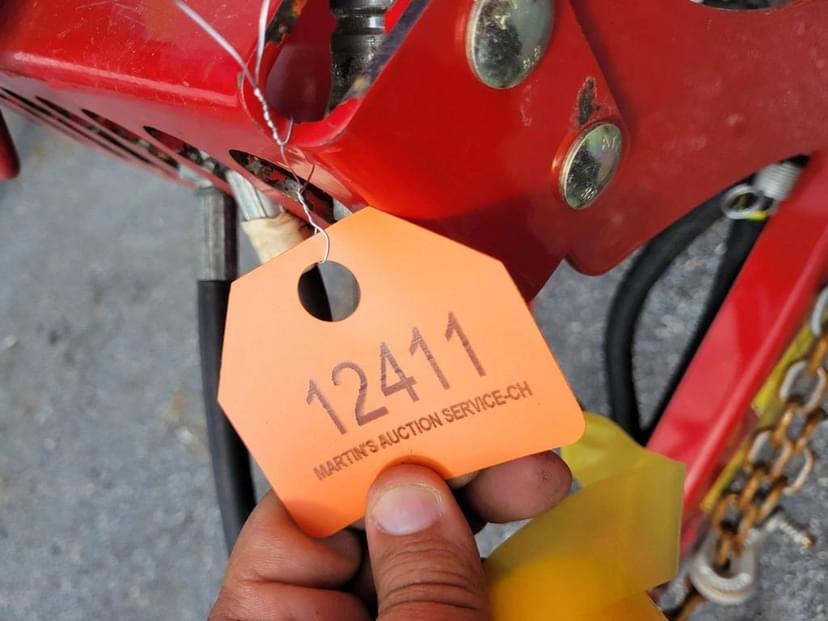 12411
MARTIN'S AUCTION SERVICE-CH